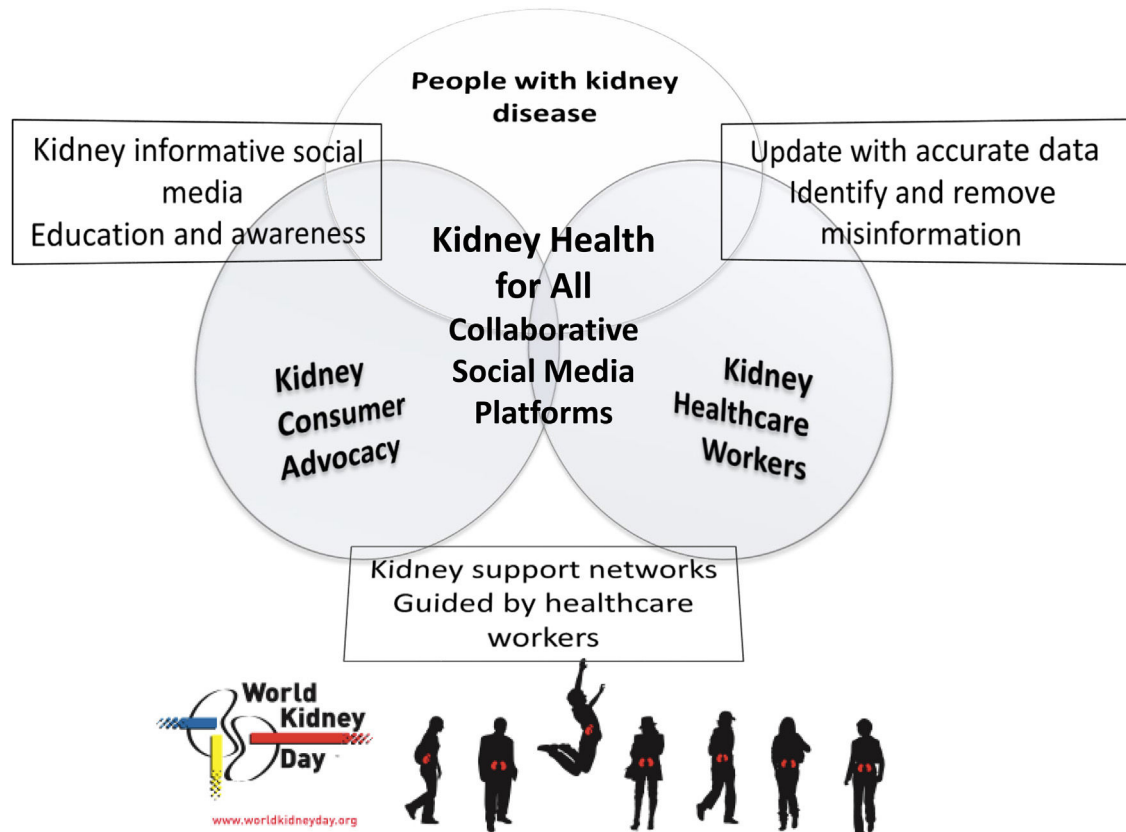 People with kidney
disease
Kidney informative social
media
Education and awareness
Update with accurate data
Identify and remove
misinformation
Kidney Health
for All
Collaborative
Social Media
Platforms
Kidney
Consumer
Advocacy
Kidney
Healthcare
Workers
Kidney support networks
Guided by healthcare
workers
World
Kidney
Day
www.worldkidneyday.org